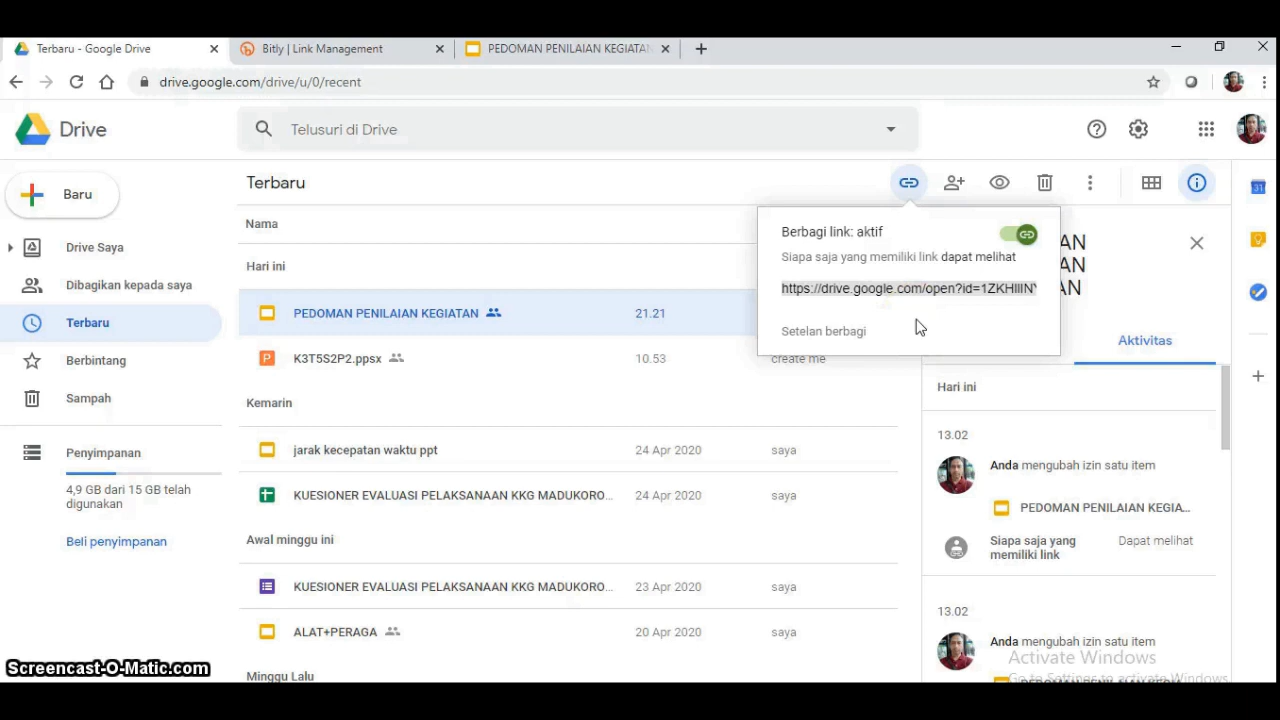 Terbaru - Google Drive
Bitly | Link Management
PEDOMAN PENILAIAN KEGIATAN
drive.google.com/drive/u/0/recent
Drive
Telusuri di Drive
Baru
Terbaru
Nama
Drive Saya
Dibagikan kepada saya
Terbaru
Berbintang
Sampah
Penyimpanan
4,9 GB dari 15 GB telah
digunakan
Beli penyimpanan
Hari ini
PEDOMAN PENILAIAN KEGIATAN
21.21
K3T5S2P2.ppsx
10.53
create me
Kemarin
jarak kecepatan waktu ppt
24 Apr 2020
saya
KUESIONER EVALUASI PELAKSANAAN KKG MADUKORO...
24 Apr 2020
saya
Awal minggu ini
KUESIONER EVALUASI PELAKSANAAN KKG MADUKORO...
23 Apr 2020
saya
ALAT+PERAGA
20 Apr 2020
saya
Minggu Lalu
Berbagi link: aktif
Siapa saja yang memiliki link dapat melihat
https://drive.google.com/open?id=1ZKHIIIN
Setelan berbagi
AN
AN
AN
Aktivitas
Hari ini
13.02
Anda mengubah izin satu item
PEDOMAN PENILAIAN KEGIA...
Siapa saja yang
memiliki link
Dapat melihat
13.02
Anda mengubah izin satu item
Activate Windows
Go to Settings to activate Windows.
Screencast-O-Matic.com